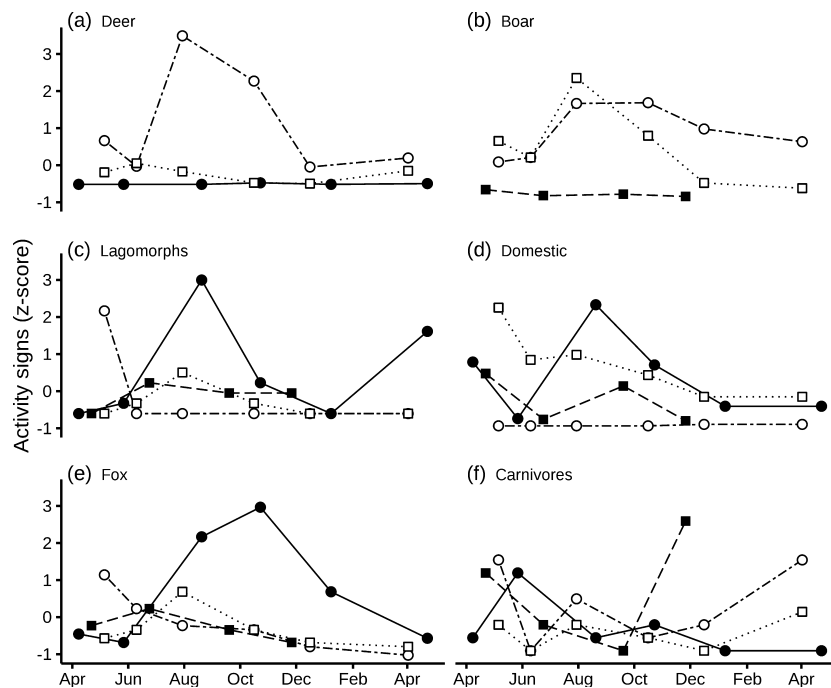 (a) Deer
(b) Boar
3
2
1
0
-1
(c) Lagomorphs
(d) Domestic
3
2
1
0
-1
Activity signs (z-score)
(e) Fox
(f) Carnivores
3
2
1
0
-1
Apr Jun Aug Oct Dec Feb Apr
Apr Jun Aug Oct Dec Feb Apr